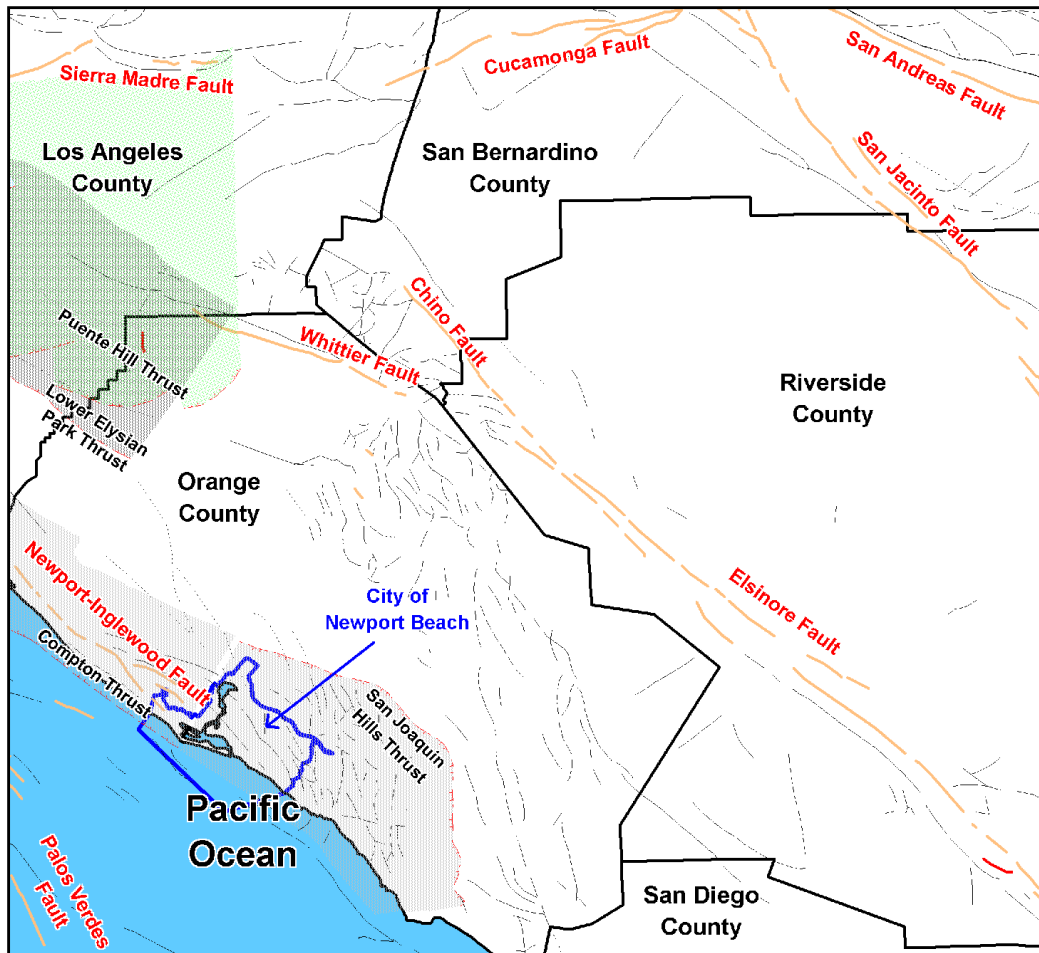 Sierra Madre Fault
Cucamonga Fault
San Andreas Fault
Los Angeles
County
San Bernardino
County
San Jacinto Fault
Chino Fault
Puente Hill Thrust
Whittier Fault
Riverside
County
Lower Elysian
Park Thrust
Orange
County
Newport-Inglewood Fault
City of
Newport Beach
Elsinore Fault
Compton-Thrust
San Joaquin
Hills Thrust
Pacific
Ocean
Palos Verdes
Fault
San Diego
County